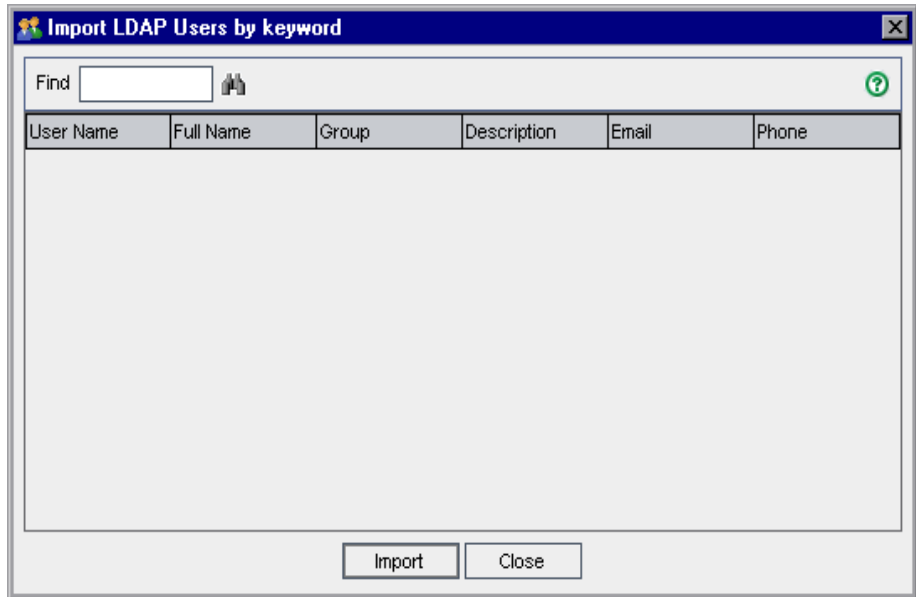 Import LDAP Users by keyword
Find
User Name Full Name Group Description Email Phone
Import Close